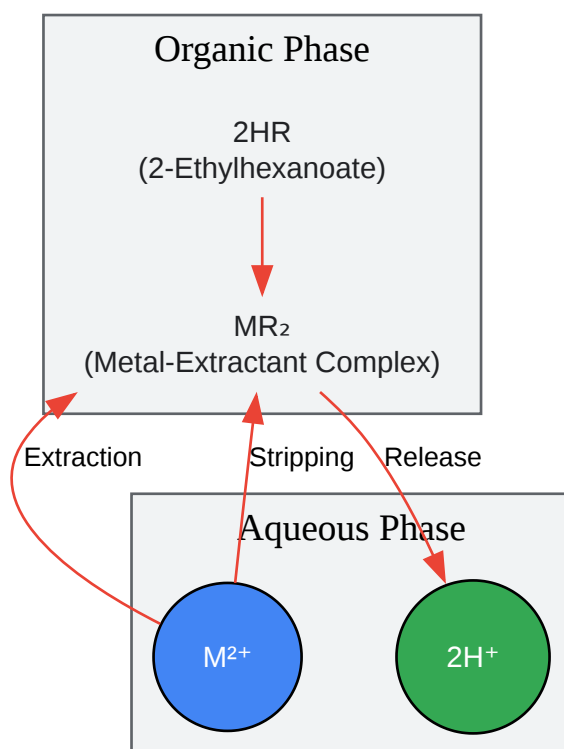 Organic Phase
2HR
(2-Ethylhexanoate)
MR₂
(Metal-Extractant Complex)
Extraction
Stripping
Release
Aqueous Phase
M²⁺
2H⁺